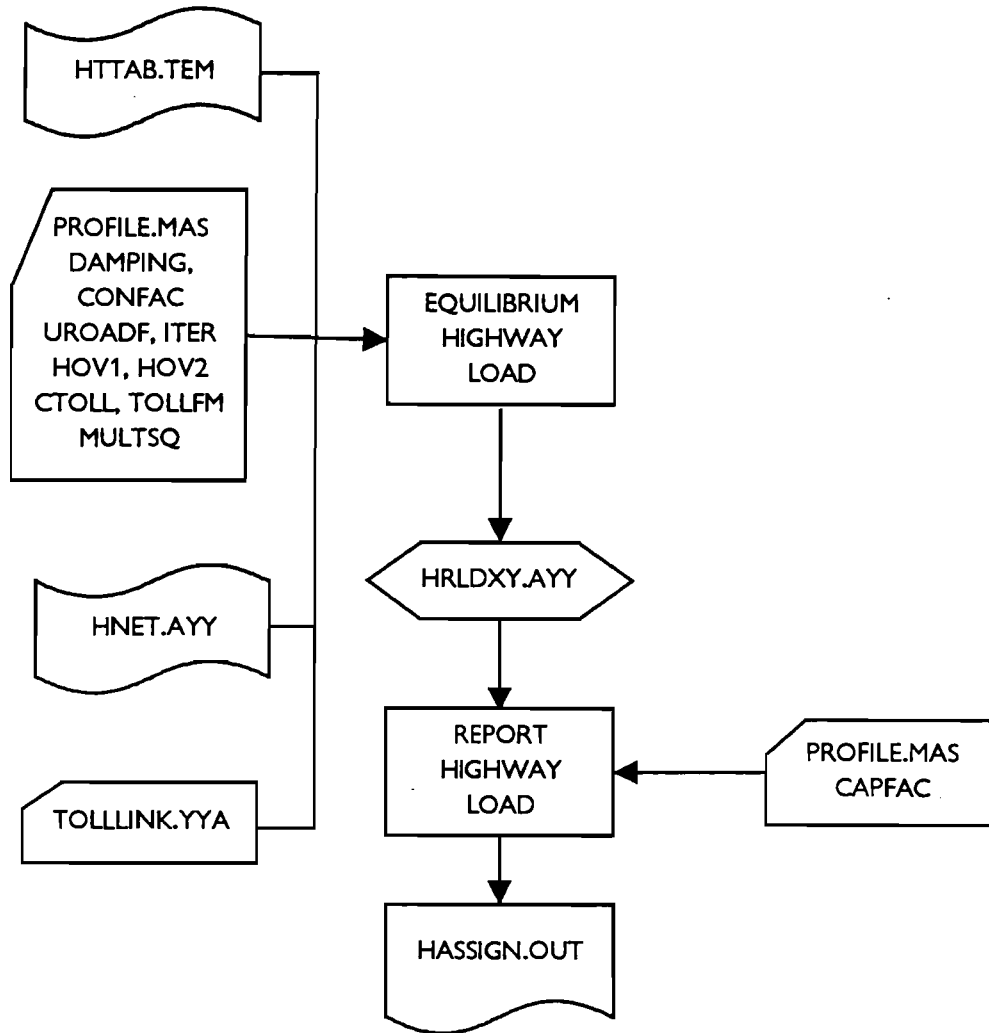 HTTAB.TEM
PROFILE.MAS
DAMPING,
CONFAC
UROADF, ITER
HOV1, HOV2
CTOLL, TOLLFM
MULTSQ
EQUILIBRIUM
HIGHWAY
LOAD
HRLDXY.AYY
HNET.AYY
REPORT
HIGHWAY
LOAD
PROFILE.MAS
CAPFAC
TOLLLINK.YYA
HASSIGN.OUT